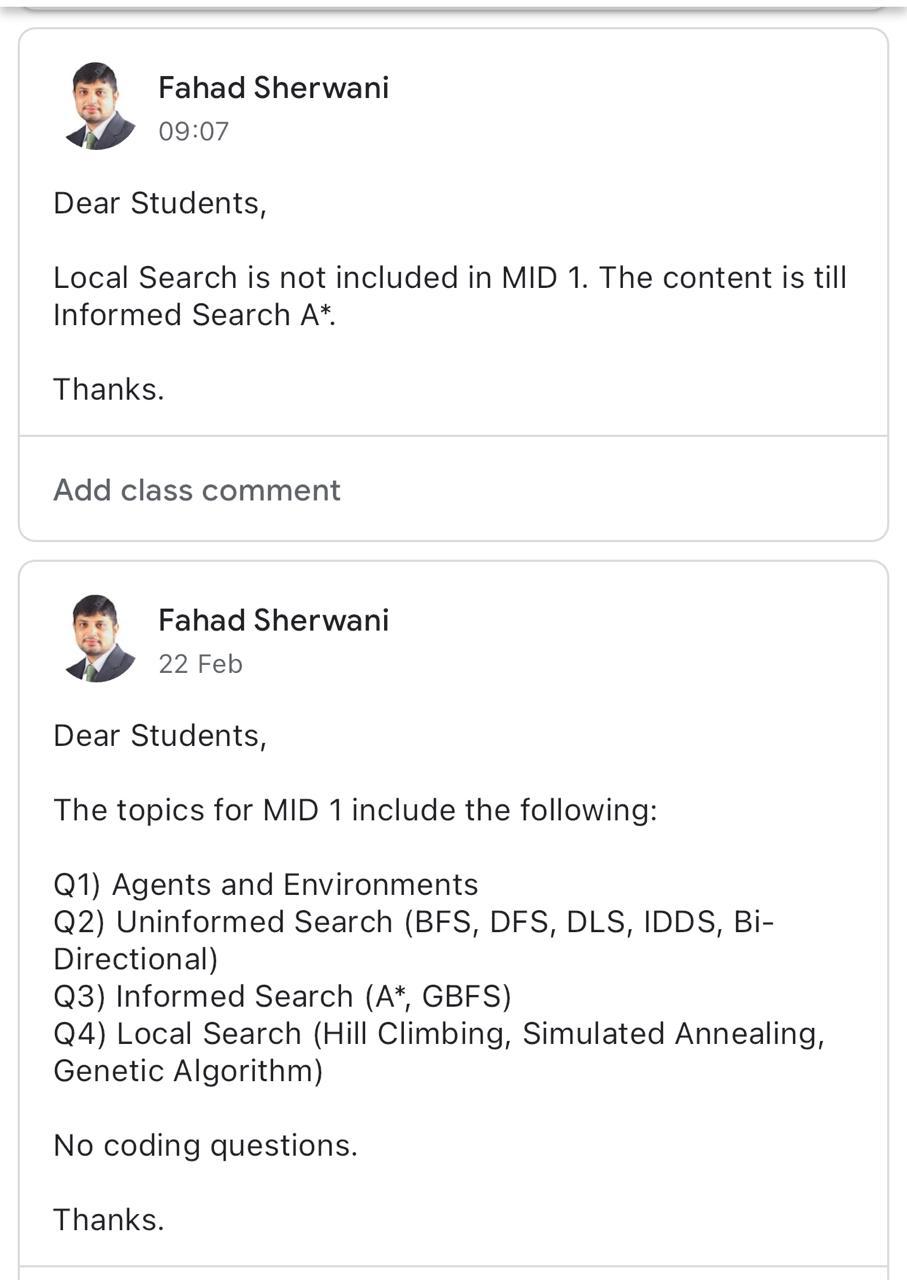 Fahad Sherwani
09:07
Dear Students,
Local Search is not included in MID 1. The content is till
Informed Search A*.
Thanks.
Add class comment
Fahad Sherwani
22 Feb
Dear Students,
The topics for MID 1 include the following:
Q1) Agents and Environments
Q2) Uninformed Search (BFS, DFS, DLS, IDDS, Bi-
Directional)
Q3) Informed Search (A*, GBFS)
Q4) Local Search (Hill Climbing, Simulated Annealing,
Genetic Algorithm)
No coding questions.
Thanks.